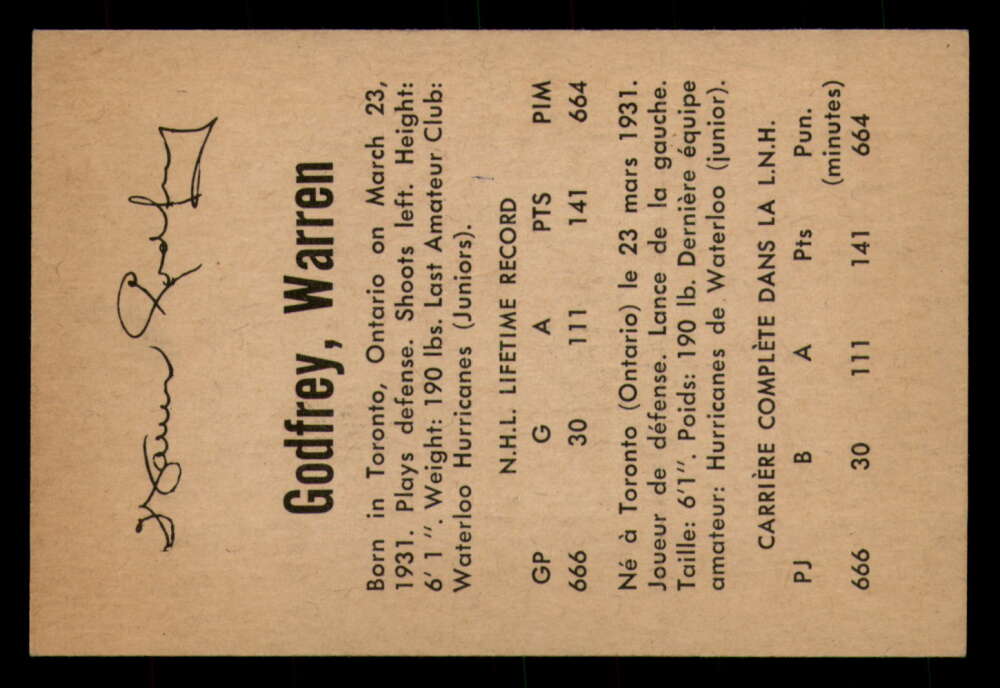 Warren Godfrey
Godfrey, Warren
Born in Toronto, Ontario on March 23,
1931. Plays defense. Shoots left. Height:
6' 1 ". Weight: 190 lbs. Last Amateur Club:
Waterloo Hurricanes (Juniors).
N.H.L. LIFETIME RECORD
GP G A PTS PIM
666 30 111 141 664
Né à Toronto (Ontario) le 23 mars 1931.
Joueur de défense. Lance de la gauche.
Taille: 6'1". Poids: 190 lb. Dernière équipe
amateur: Hurricanes de Waterloo (junior).
CARRIÈRE COMPLÈTE DANS LA L.N.H.
PJ B A Pts Pun.
(minutes)
666 30 111 141 664